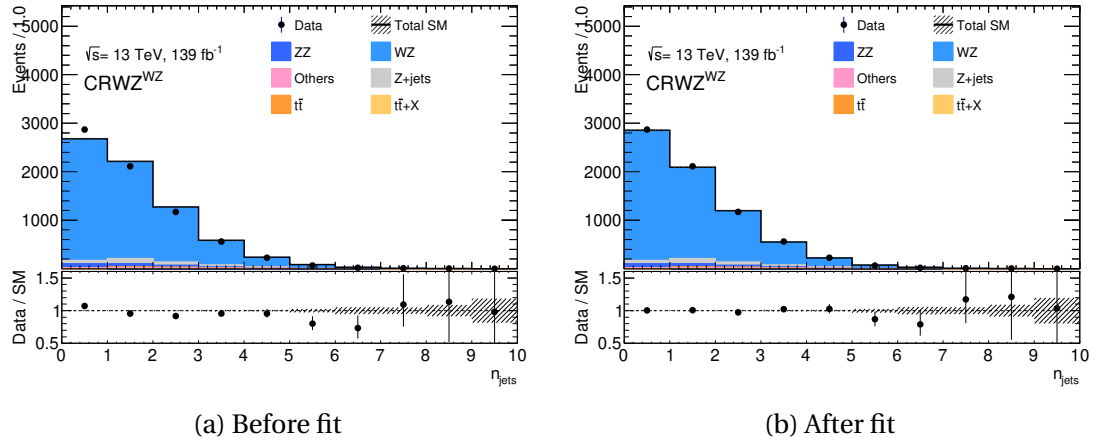 Events / 1.0
5000
4000
3000
2000
1000
√s= 13 TeV, 139 fb⁻¹
CRWZ^WZ
Data
Total SM
ZZ
WZ
Others
Z+jets
tt̄
tt̄+X
Data / SM
1.5
1
0.5
0 1 2 3 4 5 6 7 8 9 10
n_jets
(a) Before fit
Events / 1.0
5000
4000
3000
2000
1000
√s= 13 TeV, 139 fb⁻¹
CRWZ^WZ
Data
Total SM
ZZ
WZ
Others
Z+jets
tt̄
tt̄+X
Data / SM
1.5
1
0.5
0 1 2 3 4 5 6 7 8 9 10
n_jets
(b) After fit